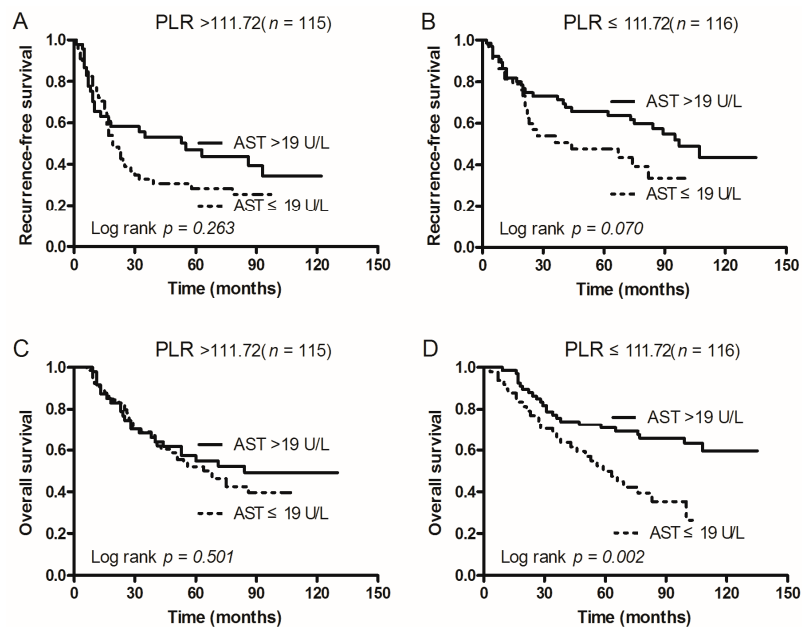 A
PLR >111.72(n = 115)
1.0
0.8
0.6
0.4
0.2
0.0
Recurrence-free survival
AST >19 U/L
AST ≤ 19 U/L
Log rank p = 0.263
0 30 60 90 120 150
Time (months)
B
PLR ≤ 111.72(n = 116)
1.0
0.8
0.6
0.4
0.2
0.0
Recurrence-free survival
AST >19 U/L
AST ≤ 19 U/L
Log rank p = 0.070
0 30 60 90 120 150
Time (months)
C
PLR >111.72(n = 115)
1.0
0.8
0.6
0.4
0.2
0.0
Overall survival
AST >19 U/L
AST ≤ 19 U/L
Log rank p = 0.501
0 30 60 90 120 150
Time (months)
D
PLR ≤ 111.72(n = 116)
1.0
0.8
0.6
0.4
0.2
0.0
Overall survival
AST >19 U/L
AST ≤ 19 U/L
Log rank p = 0.002
0 30 60 90 120 150
Time (months)